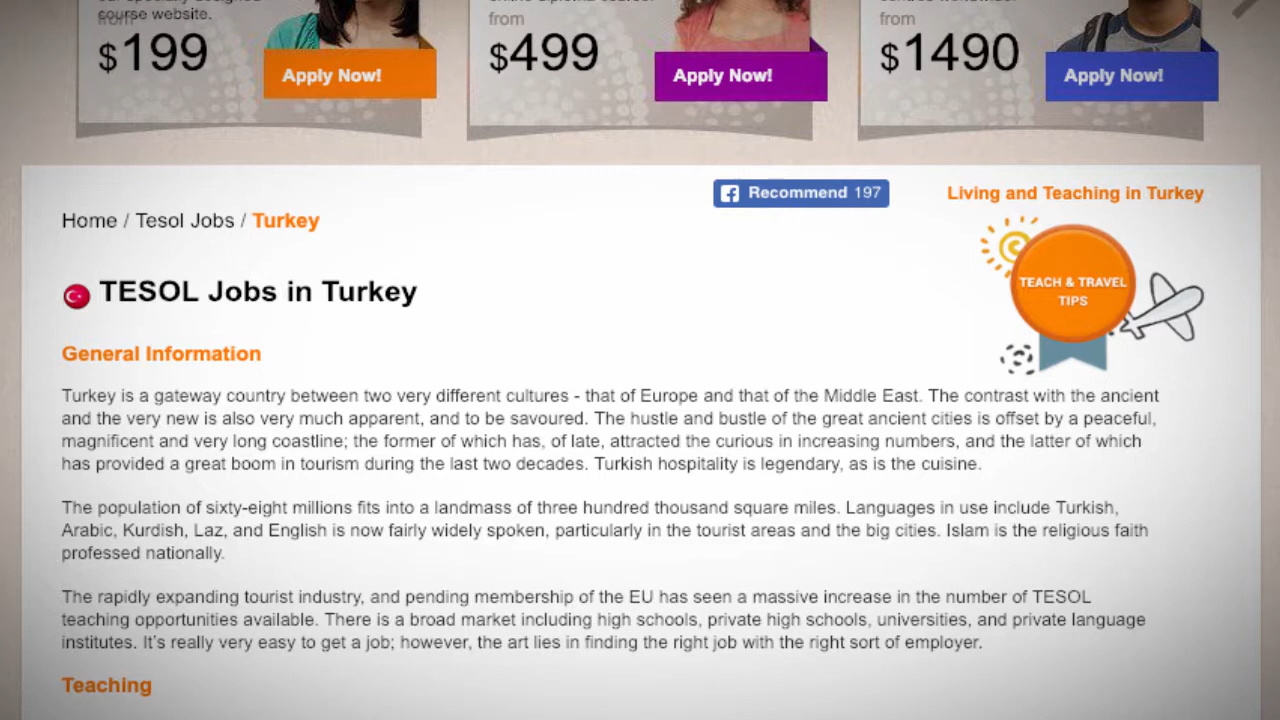 course website.
from
$199
Apply Now!
from
$499
Apply Now!
from
$1490
Apply Now!
Recommend 197
Living and Teaching in Turkey
Home / Tesol Jobs / Turkey
TEACH & TRAVEL
TIPS
TESOL Jobs in Turkey
General Information
Turkey is a gateway country between two very different cultures - that of Europe and that of the Middle East. The contrast with the ancient
and the very new is also very much apparent, and to be savoured. The hustle and bustle of the great ancient cities is offset by a peaceful,
magnificent and very long coastline; the former of which has, of late, attracted the curious in increasing numbers, and the latter of which
has provided a great boom in tourism during the last two decades. Turkish hospitality is legendary, as is the cuisine.
The population of sixty-eight millions fits into a landmass of three hundred thousand square miles. Languages in use include Turkish,
Arabic, Kurdish, Laz, and English is now fairly widely spoken, particularly in the tourist areas and the big cities. Islam is the religious faith
professed nationally.
The rapidly expanding tourist industry, and pending membership of the EU has seen a massive increase in the number of TESOL
teaching opportunities available. There is a broad market including high schools, private high schools, universities, and private language
institutes. It's really very easy to get a job; however, the art lies in finding the right job with the right sort of employer.
Teaching